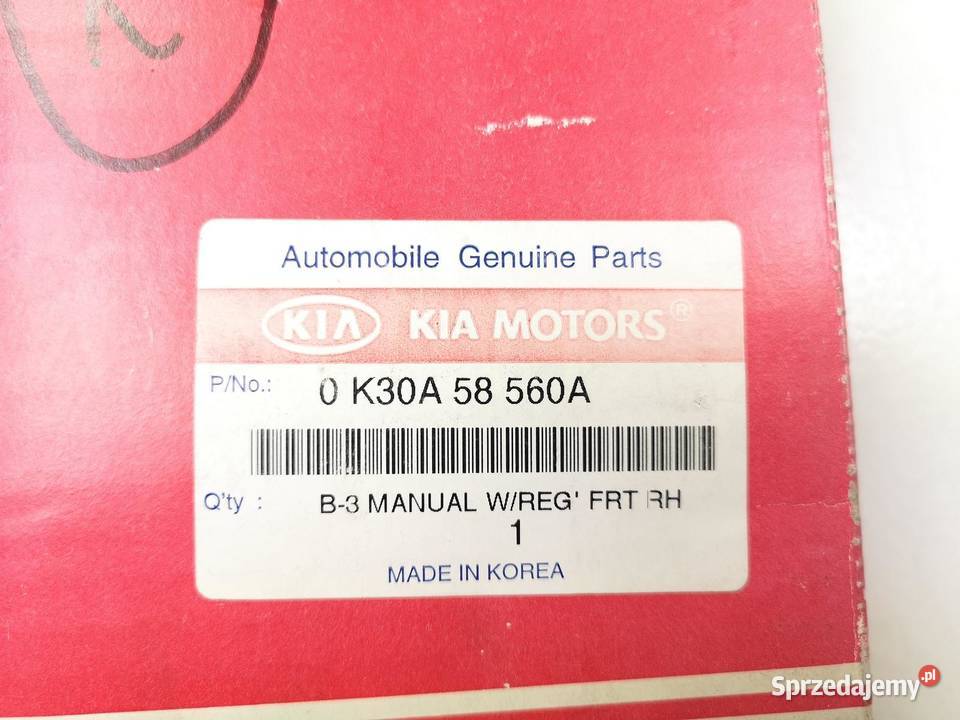 K
Automobile Genuine Parts
KIA KIA MOTORS®
P/No.: 0 K30A 58 560A
Q'ty : B-3 MANUAL W/REG' FRT RH
1
MADE IN KOREA
Sprzedajemy.pl